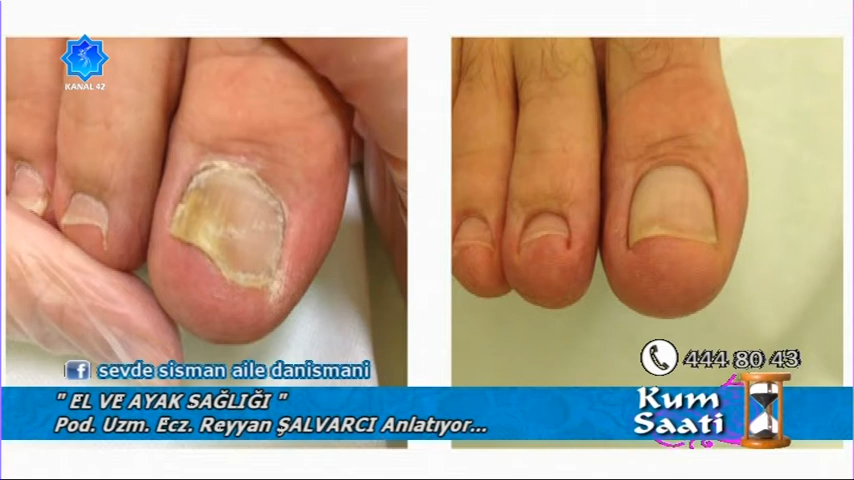 KANAL 42
sevde sisman aile danismani
444 80 43
" EL VE AYAK SAĞLIĞI "
Pod. Uzm. Ecz. Reyyan ŞALVARCI Anlatıyor...
Kum
Saati